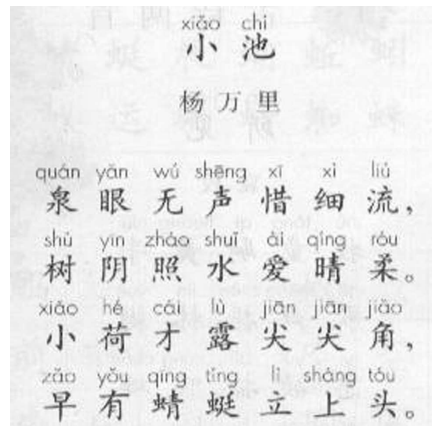 xiǎo chí
小池
杨万里
quán yǎn wú shēng xī xì liú
泉眼无声惜细流，
shù yīn zhào shuǐ ài qíng róu
树阴照水爱晴柔。
xiǎo hé cái lù jiān jiān jiǎo
小荷才露尖尖角，
zǎo yǒu qīng tíng lì shàng tóu
早有蜻蜓立上头。